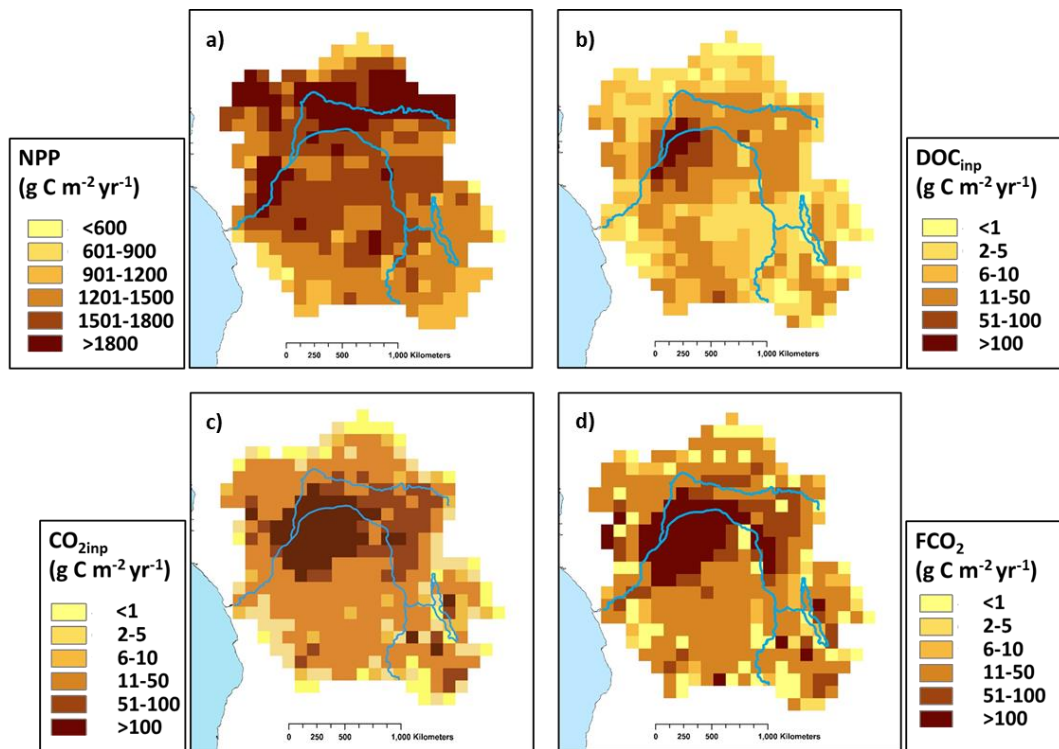 a)
NPP
(g C m⁻² yr⁻¹)
<600
601-900
901-1200
1201-1500
1501-1800
>1800
0 250 500 1,000 Kilometers
b)
DOCinp
(g C m⁻² yr⁻¹)
<1
2-5
6-10
11-50
51-100
>100
0 250 500 1,000 Kilometers
c)
CO2inp
(g C m⁻² yr⁻¹)
<1
2-5
6-10
11-50
51-100
>100
0 250 500 1,000 Kilometers
d)
FCO₂
(g C m⁻² yr⁻¹)
<1
2-5
6-10
11-50
51-100
>100
0 250 500 1,000 Kilometers